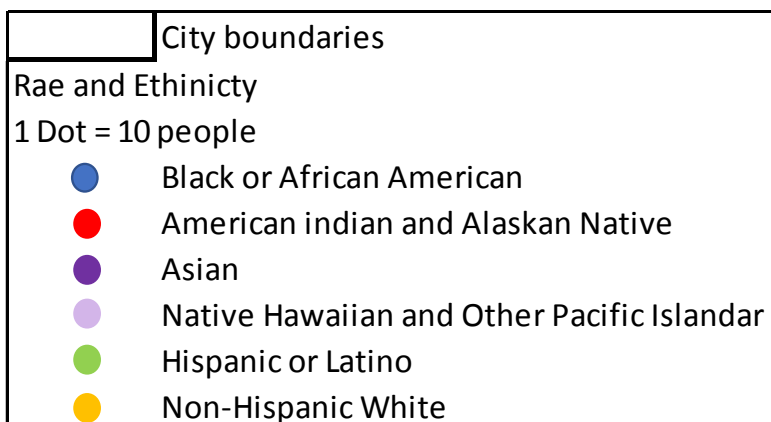 City boundaries
Rae and Ethinicty
1 Dot = 10 people
Black or African American
American indian and Alaskan Native
Asian
Native Hawaiian and Other Pacific Islandar
Hispanic or Latino
Non-Hispanic White